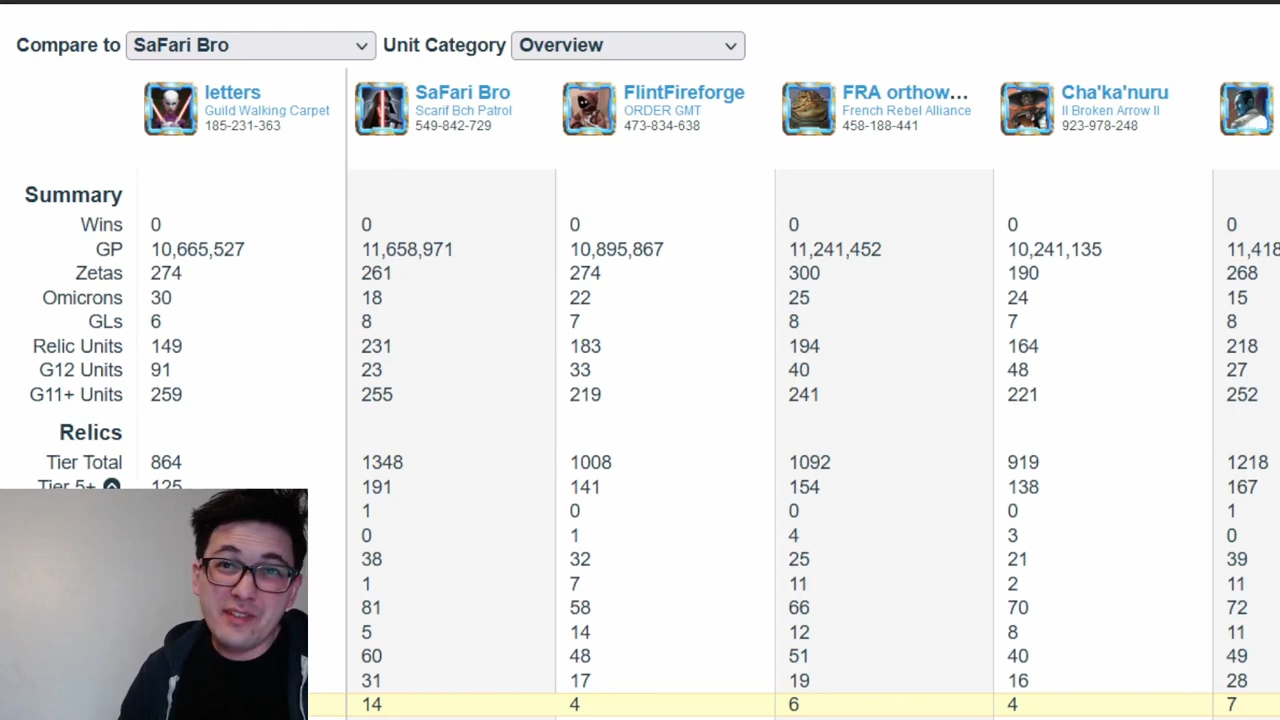 Compare to SaFari Bro Unit Category Overview
letters SaFari Bro FlintFireforge FRA orthow... Cha'ka'nuru
Guild Walking Carpet Scarif Bch Patrol ORDER GMT French Rebel Alliance II Broken Arrow II
185-231-363 549-842-729 473-834-638 458-188-441 923-978-248
Summary
Wins 0 0 0 0 0 0
GP 10,665,527 11,658,971 10,895,867 11,241,452 10,241,135 11,418
Zetas 274 261 274 300 190 268
Omicrons 30 18 22 25 24 15
GLs 6 8 7 8 7 8
Relic Units 149 231 183 194 164 218
G12 Units 91 23 33 40 48 27
G11+ Units 259 255 219 241 221 252
Relics
Tier Total 864 1348 1008 1092 919 1218
Tier 5+ 125 191 141 154 138 167
1 0 0 0 1
0 1 4 3 0
38 32 25 21 39
1 7 11 2 11
81 58 66 70 72
5 14 12 8 11
60 48 51 40 49
31 17 19 16 28
14 4 6 4 7